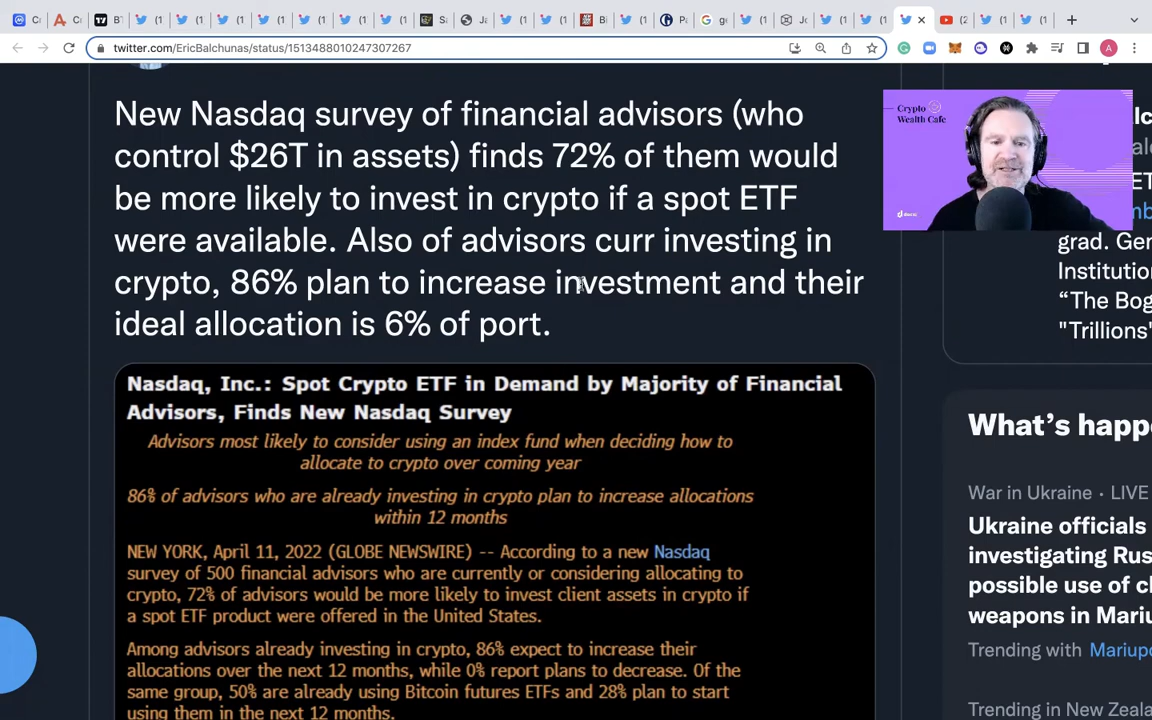 twitter.com/EricBalchunas/status/1513488010247307267
New Nasdaq survey of financial advisors (who
control $26T in assets) finds 72% of them would
be more likely to invest in crypto if a spot ETF
were available. Also of advisors curr investing in
crypto, 86% plan to increase investment and their
ideal allocation is 6% of port.
Nasdaq, Inc.: Spot Crypto ETF in Demand by Majority of Financial
Advisors, Finds New Nasdaq Survey
Advisors most likely to consider using an index fund when deciding how to
allocate to crypto over coming year
86% of advisors who are already investing in crypto plan to increase allocations
within 12 months
NEW YORK, April 11, 2022 (GLOBE NEWSWIRE) -- According to a new Nasdaq
survey of 500 financial advisors who are currently or considering allocating to
crypto, 72% of advisors would be more likely to invest client assets in crypto if
a spot ETF product were offered in the United States.
Among advisors already investing in crypto, 86% expect to increase their
allocations over the next 12 months, while 0% report plans to decrease. Of the
same group, 50% are already using Bitcoin futures ETFs and 28% plan to start
using them in the next 12 months.
Crypto
Wealth Cafe
grad. Ger
Institutio
"The Bog
"Trillions"
What's happe
War in Ukraine · LIVE
Ukraine officials
investigating Rus
possible use of c
weapons in Mariu
Trending with Mariupo
Trending in New Zeala